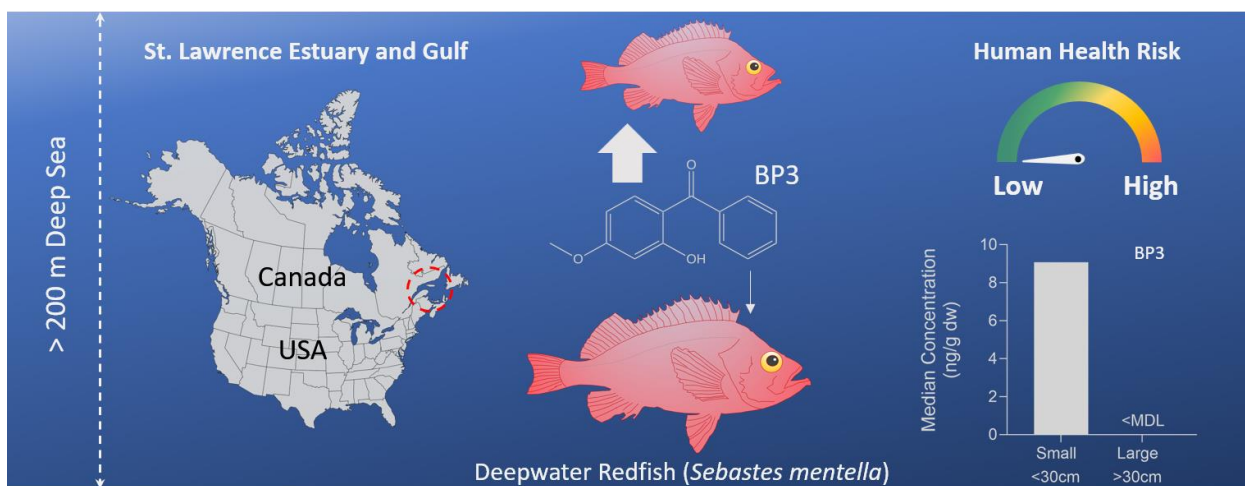 > 200 m Deep Sea
St. Lawrence Estuary and Gulf
Canada
USA
BP3
O
O
OH
Deepwater Redfish (Sebastes mentella)
Human Health Risk
Low
High
BP3
Median Concentration
(ng/g dw)
10
8
6
4
2
0
<MDL
Small
<30cm
Large
>30cm